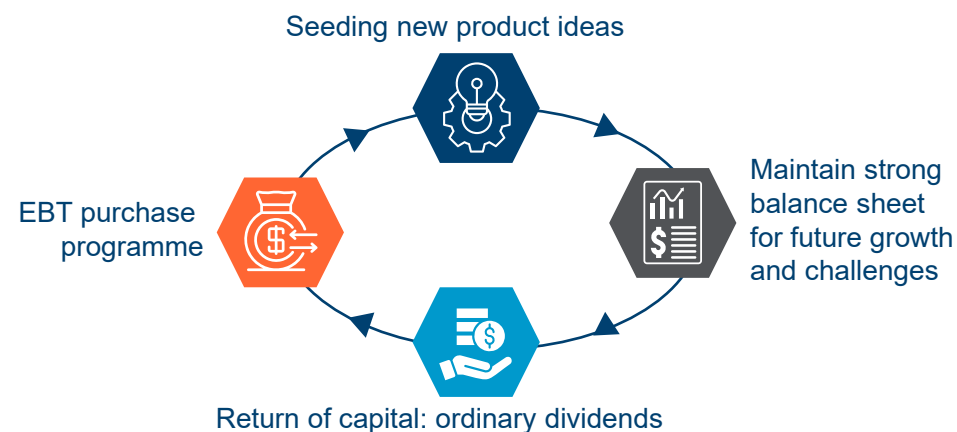 Seeding new product ideas
Maintain strong
balance sheet
for future growth
and challenges
EBT purchase
programme
$
$
$
Return of capital: ordinary dividends